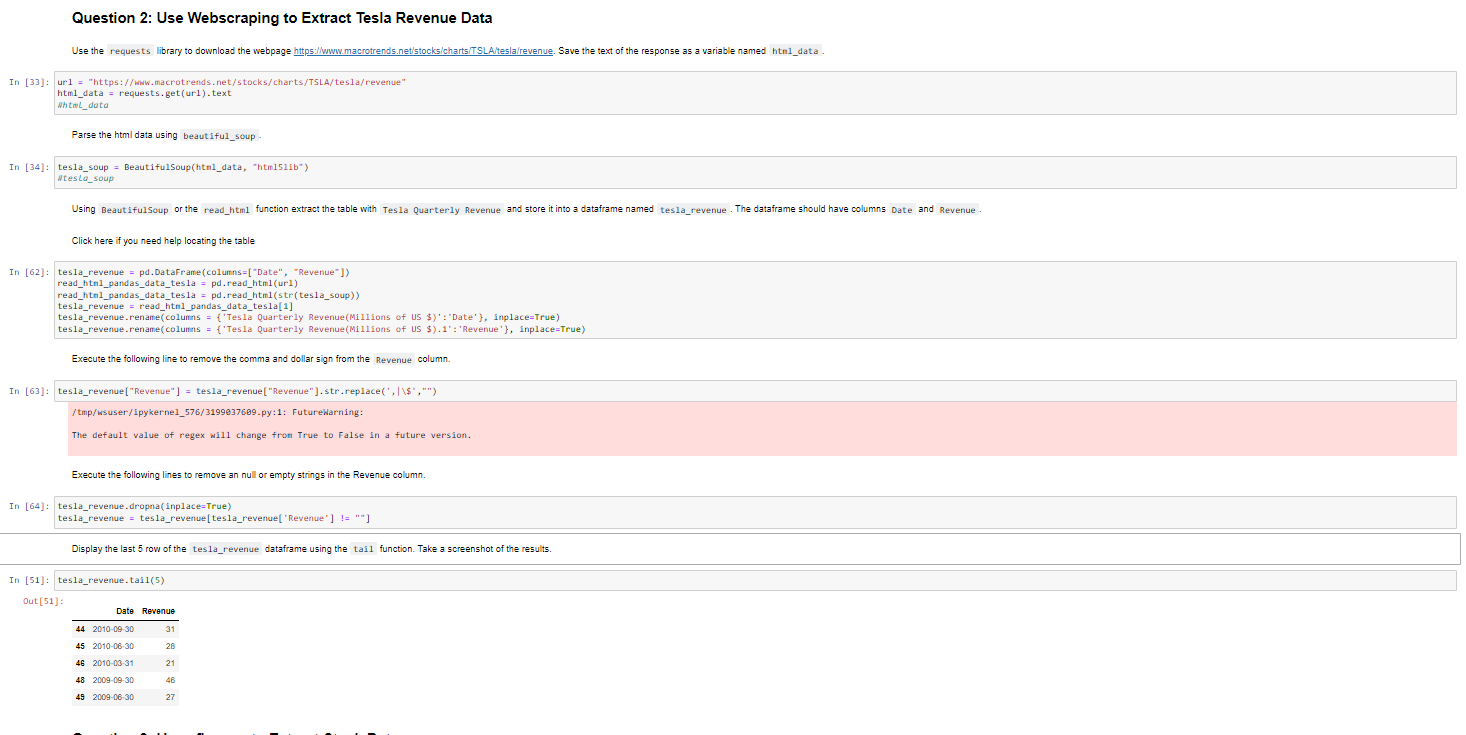 Question 2: Use Webscraping to Extract Tesla Revenue Data
Use the requests library to download the webpage https://www.macrotrends.net/stocks/charts/TSLA/tesla/revenue. Save the text of the response as a variable named html_data .
In [33]: url = "https://www.macrotrends.net/stocks/charts/TSLA/tesla/revenue"
html_data = requests.get(url).text
#html_data
Parse the html data using beautiful_soup .
In [34]: tesla_soup = BeautifulSoup(html_data, "html5lib")
#tesla_soup
Using BeautifulSoup or the read_html function extract the table with Tesla Quarterly Revenue and store it into a dataframe named tesla_revenue . The dataframe should have columns Date and Revenue .
Click here if you need help locating the table
In [62]: tesla_revenue = pd.DataFrame(columns=["Date", "Revenue"])
read_html_pandas_data_tesla = pd.read_html(url)
read_html_pandas_data_tesla = pd.read_html(str(tesla_soup))
tesla_revenue = read_html_pandas_data_tesla[1]
tesla_revenue.rename(columns = {'Tesla Quarterly Revenue(Millions of US $)':'Date'}, inplace=True)
tesla_revenue.rename(columns = {'Tesla Quarterly Revenue(Millions of US $).1':'Revenue'}, inplace=True)
Execute the following line to remove the comma and dollar sign from the Revenue column.
In [63]: tesla_revenue["Revenue"] = tesla_revenue["Revenue"].str.replace(',|\$',"")
/tmp/wsuser/ipykernel_576/3199037609.py:1: FutureWarning:
The default value of regex will change from True to False in a future version.
Execute the following lines to remove an null or empty strings in the Revenue column.
In [64]: tesla_revenue.dropna(inplace=True)
tesla_revenue = tesla_revenue[tesla_revenue['Revenue'] != ""]
Display the last 5 row of the tesla_revenue dataframe using the tail function. Take a screenshot of the results.
In [51]: tesla_revenue.tail(5)
Out[51]:
Date Revenue
44 2010-09-30 31
45 2010-06-30 28
46 2010-03-31 21
48 2009-09-30 46
49 2009-06-30 27